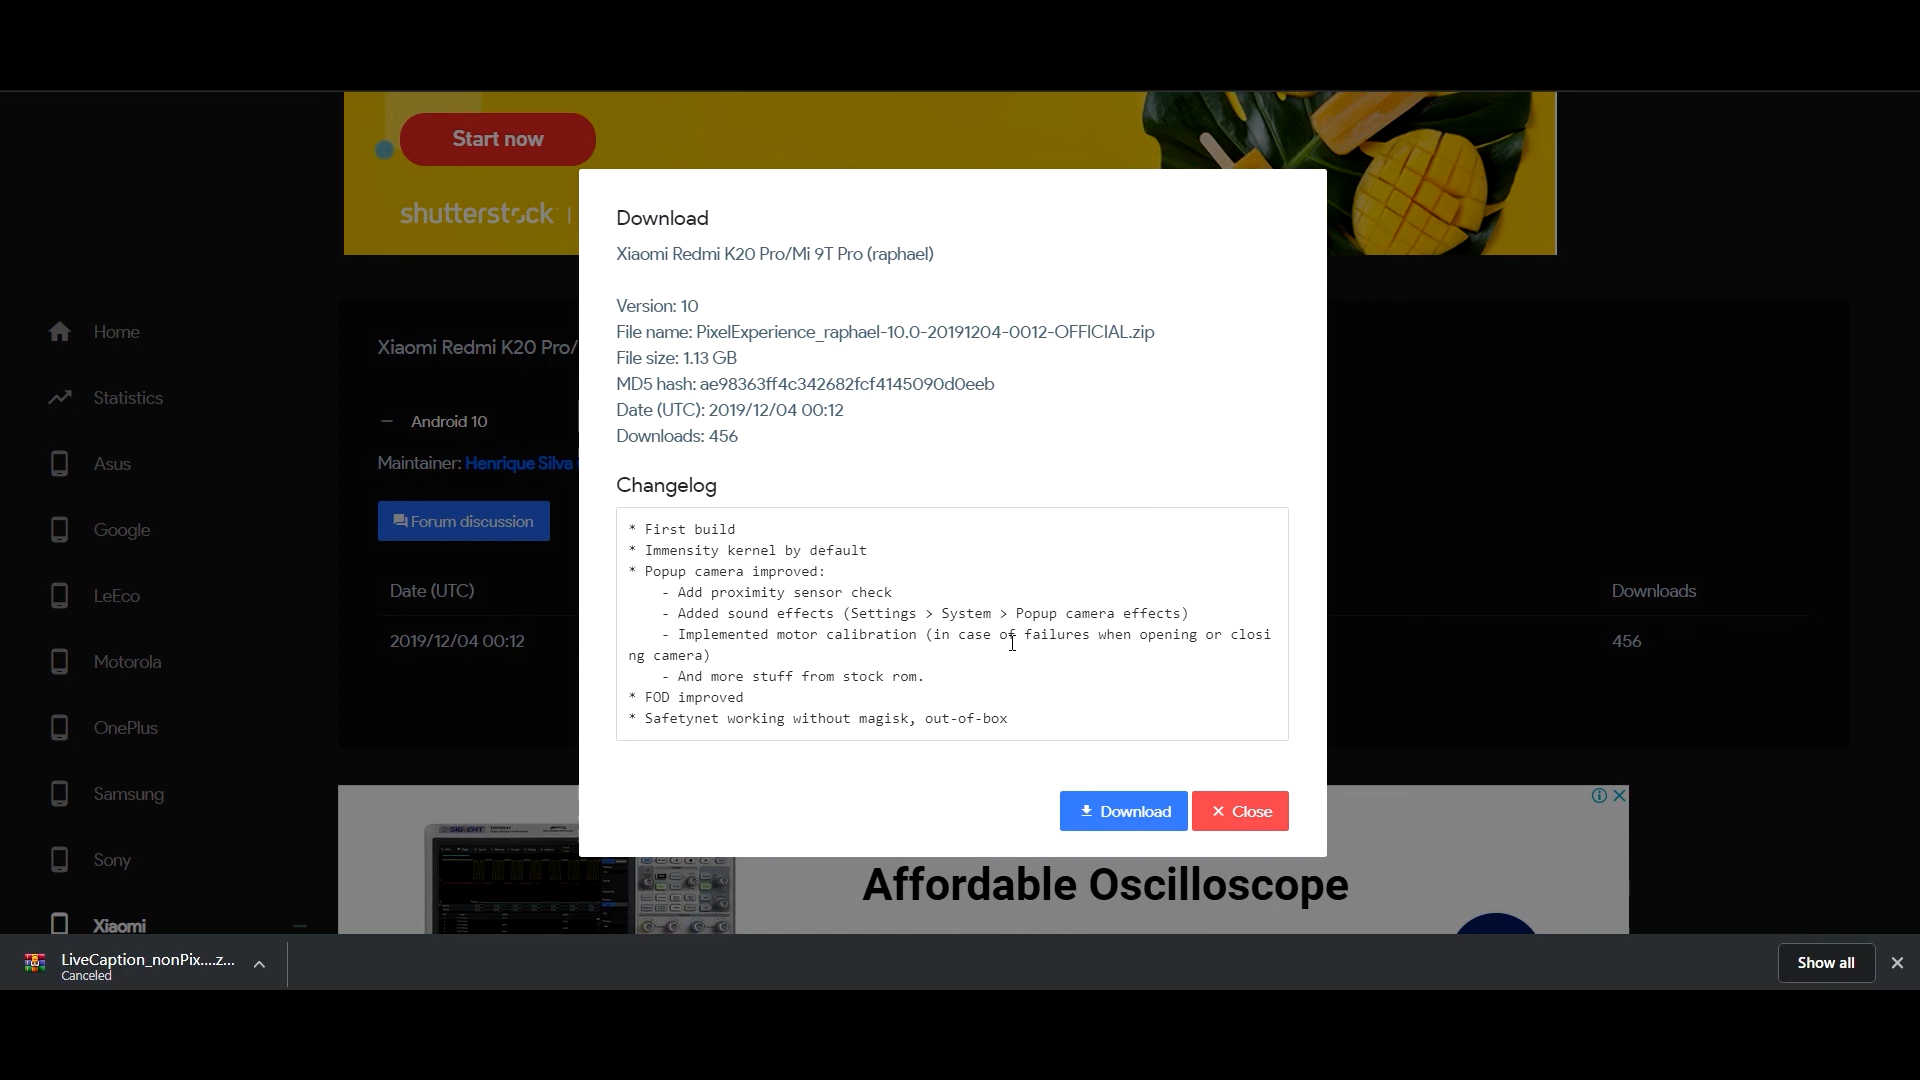 Start now
shutterstock
Download
Xiaomi Redmi K20 Pro/Mi 9T Pro (raphael)
Version: 10
File name: PixelExperience_raphael-10.0-20191204-0012-OFFICIAL.zip
File size: 1.13 GB
MD5 hash: ae98363ff4c342682fcf4145090d0eeb
Date (UTC): 2019/12/04 00:12
Downloads: 456
Changelog
* First build
* Immensity kernel by default
* Popup camera improved:
- Add proximity sensor check
- Added sound effects (Settings > System > Popup camera effects)
- Implemented motor calibration (in case of failures when opening or closi
ng camera)
- And more stuff from stock rom.
* FOD improved
* Safetynet working without magisk, out-of-box
Download
Close
Home
Statistics
Asus
Google
LeEco
Motorola
OnePlus
Samsung
Sony
Xiaomi
Xiaomi Redmi K20 Pro/
Android 10
Maintainer: Henrique Silva
Forum discussion
Date (UTC)
Downloads
2019/12/04 00:12
456
SIGLENT
Affordable Oscilloscope
LiveCaption_nonPix....z...
Canceled
Show all